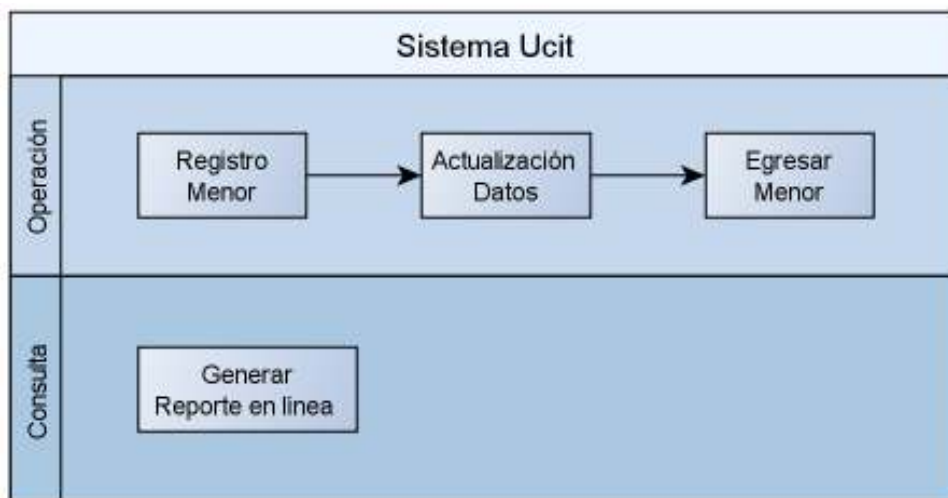 Sistema Ucit
Operación
Registro
Menor
Actualización
Datos
Egresar
Menor
Consulta
Generar
Reporte en linea